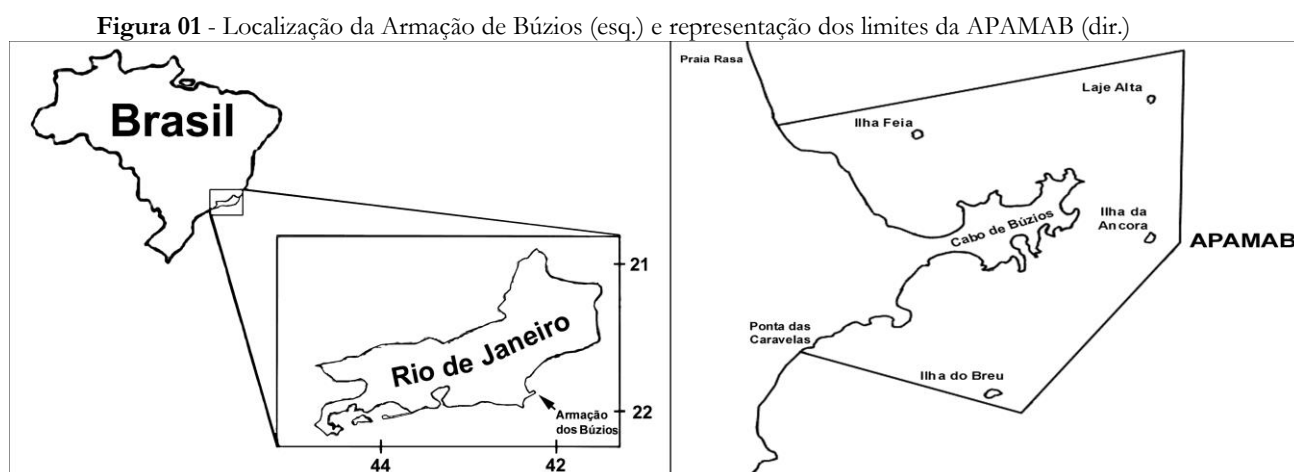 Figura 01 - Localização da Armação de Búzios (esq.) e representação dos limites da APAMAB (dir.)
Brasil
Rio de Janeiro
Armação
dos Búzios
21
22
44
42
Praia Rasa
Laje Alta
Ilha Feia
Cabo de Búzios
Ilha da
Ancora
APAMAB
Ponta das
Caravelas
Ilha do Breu